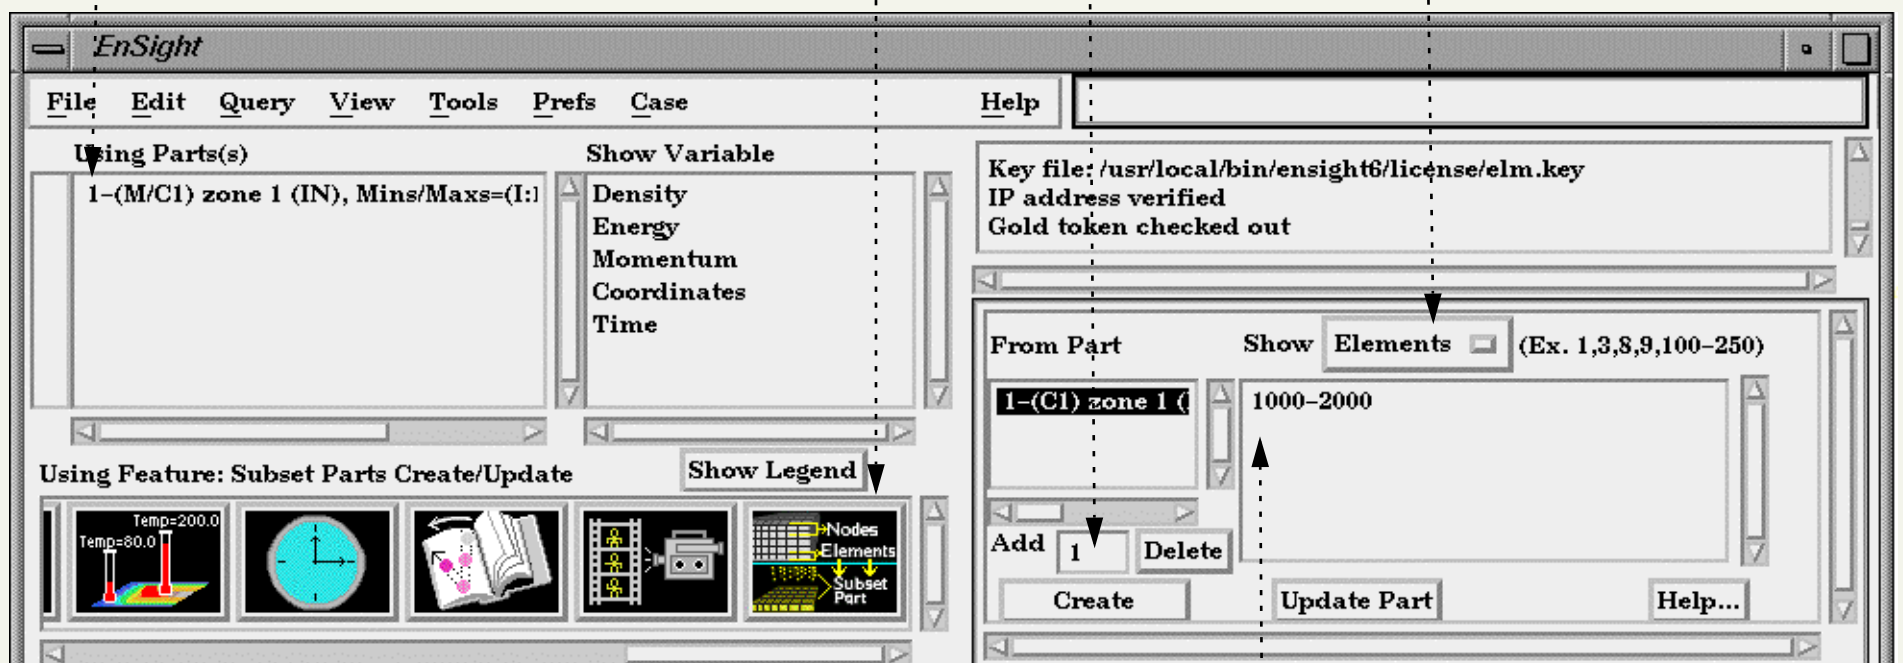 EnSight
File Edit Query View Tools Prefs Case Help
Using Parts(s)
1-(M/C1) zone 1 (IN), Mins/Maxs=(I:1
Show Variable
Density
Energy
Momentum
Coordinates
Time
Key file: /usr/local/bin/ensight6/license/elm.key
IP address verified
Gold token checked out
Using Feature: Subset Parts Create/Update
Show Legend
Temp=200.0
Temp=80.0
Nodes
Elements
Subset
Part
From Part
Show Elements (Ex. 1,3,8,9,100-250)
1-(C1) zone 1 (
1000-2000
Add 1 Delete
Create Update Part Help...